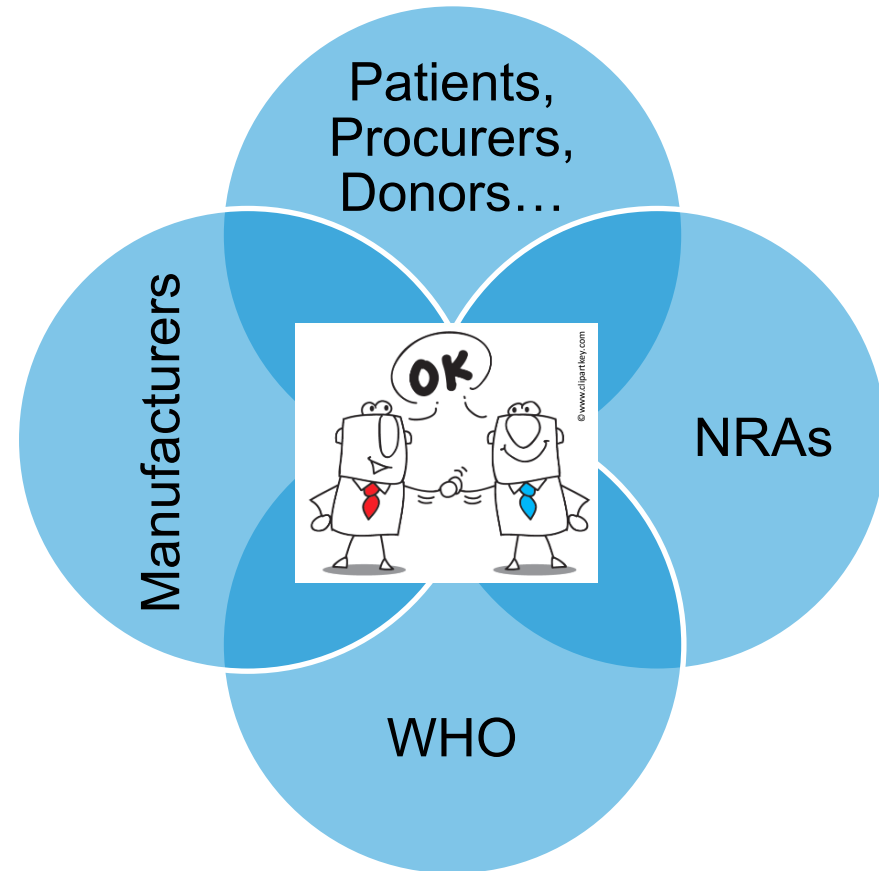 Patients,
Procurers,
Donors…
Manufacturers
OK
©www.clipartkey.com
NRAs
WHO